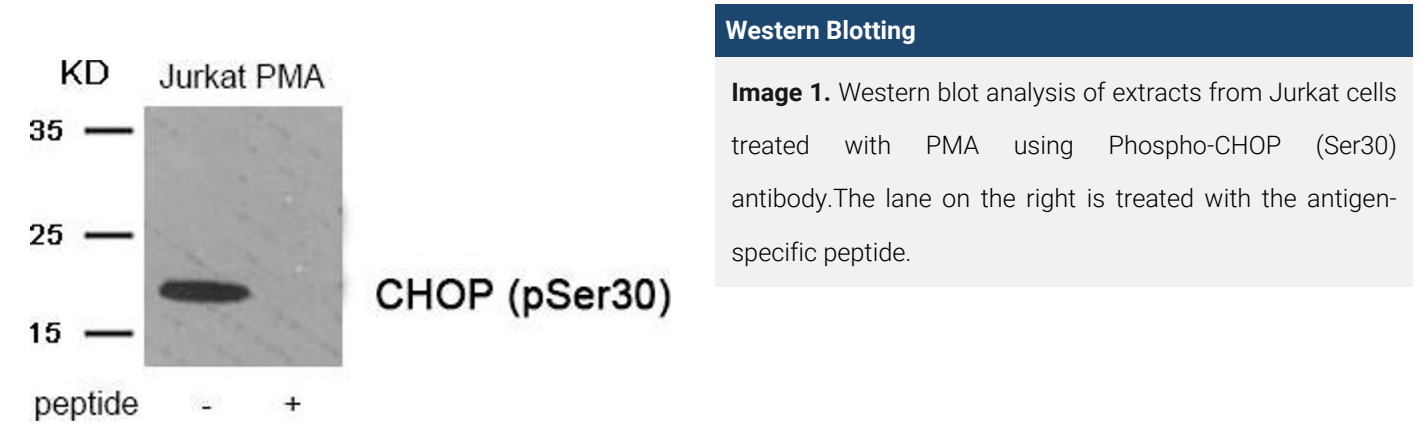 KD Jurkat PMA
35
25
15
CHOP (pSer30)
peptide - +
Western Blotting
Image 1. Western blot analysis of extracts from Jurkat cells
treated with PMA using Phospho-CHOP (Ser30)
antibody.The lane on the right is treated with the antigen-
specific peptide.